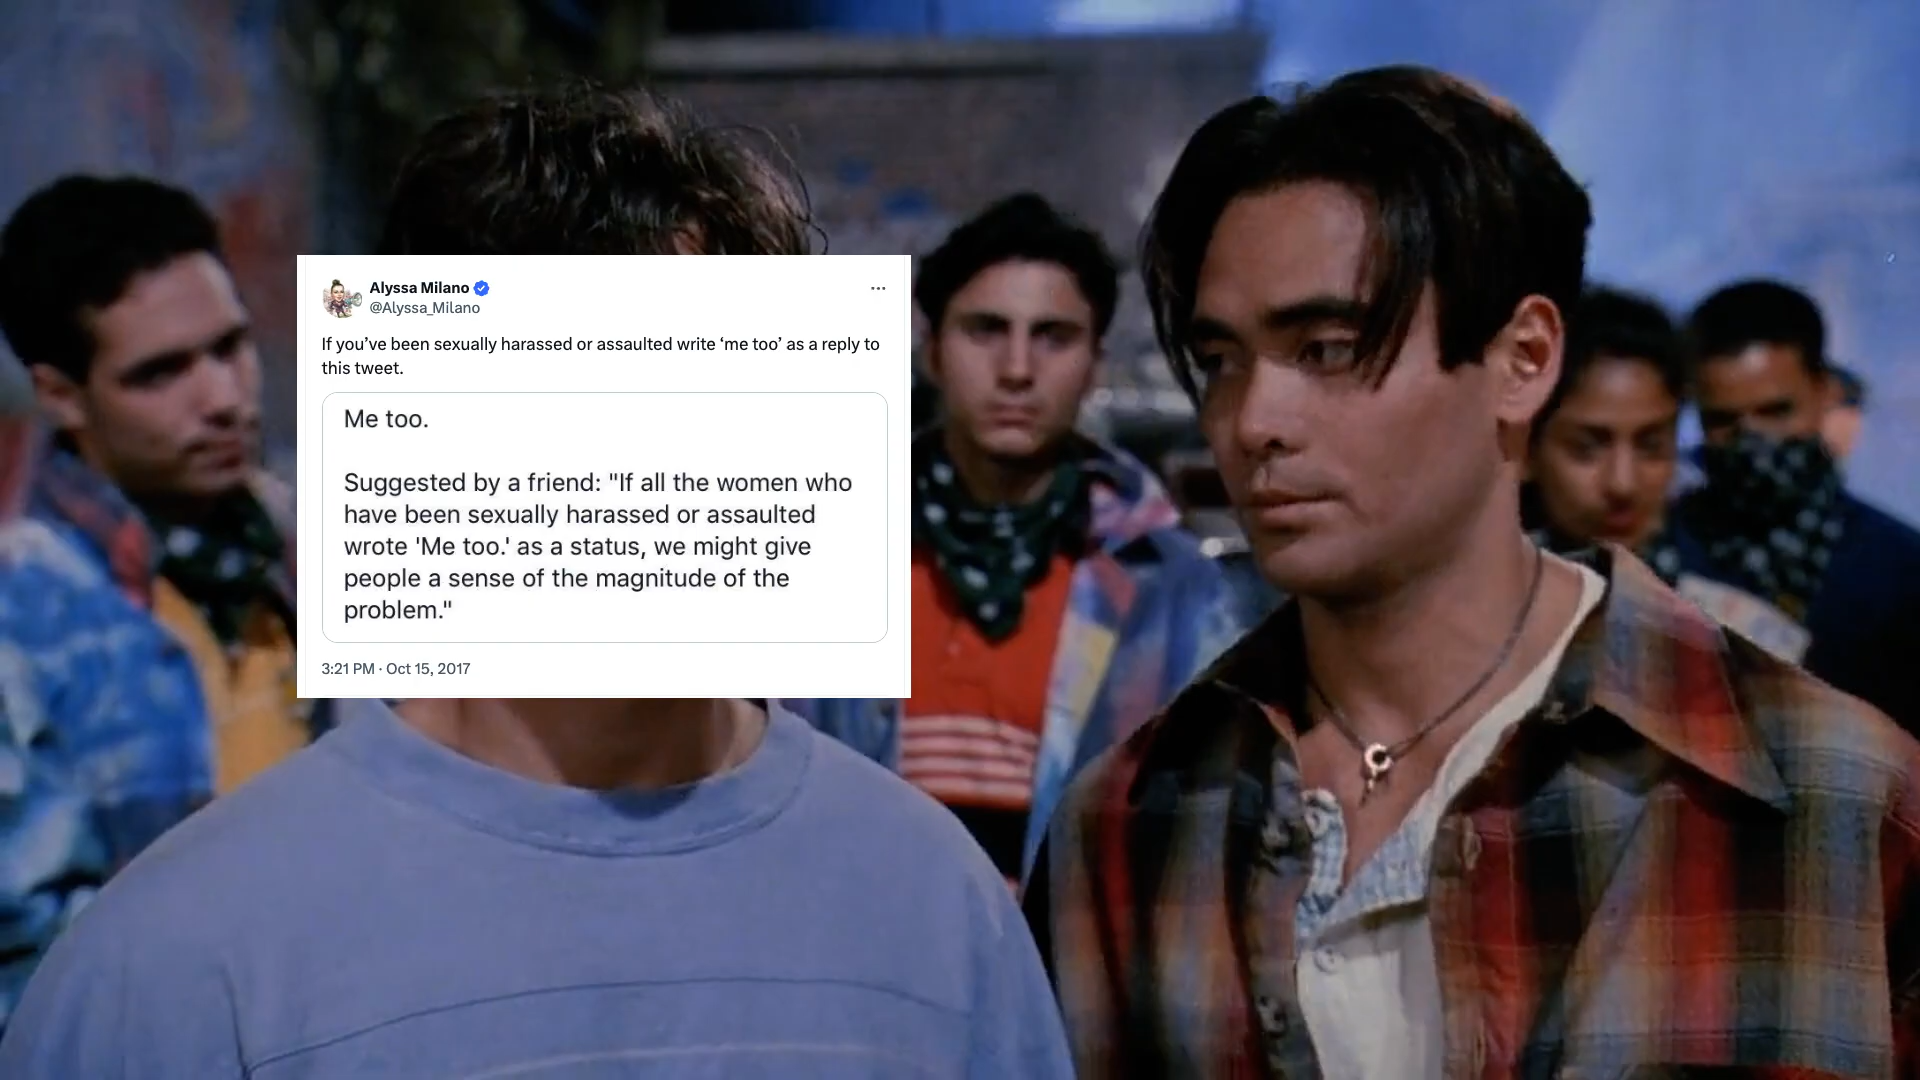 Alyssa Milano
@Alyssa_Milano
If you’ve been sexually harassed or assaulted write ‘me too’ as a reply to
this tweet.
Me too.
Suggested by a friend: "If all the women who
have been sexually harassed or assaulted
wrote 'Me too.' as a status, we might give
people a sense of the magnitude of the
problem."
3:21 PM · Oct 15, 2017